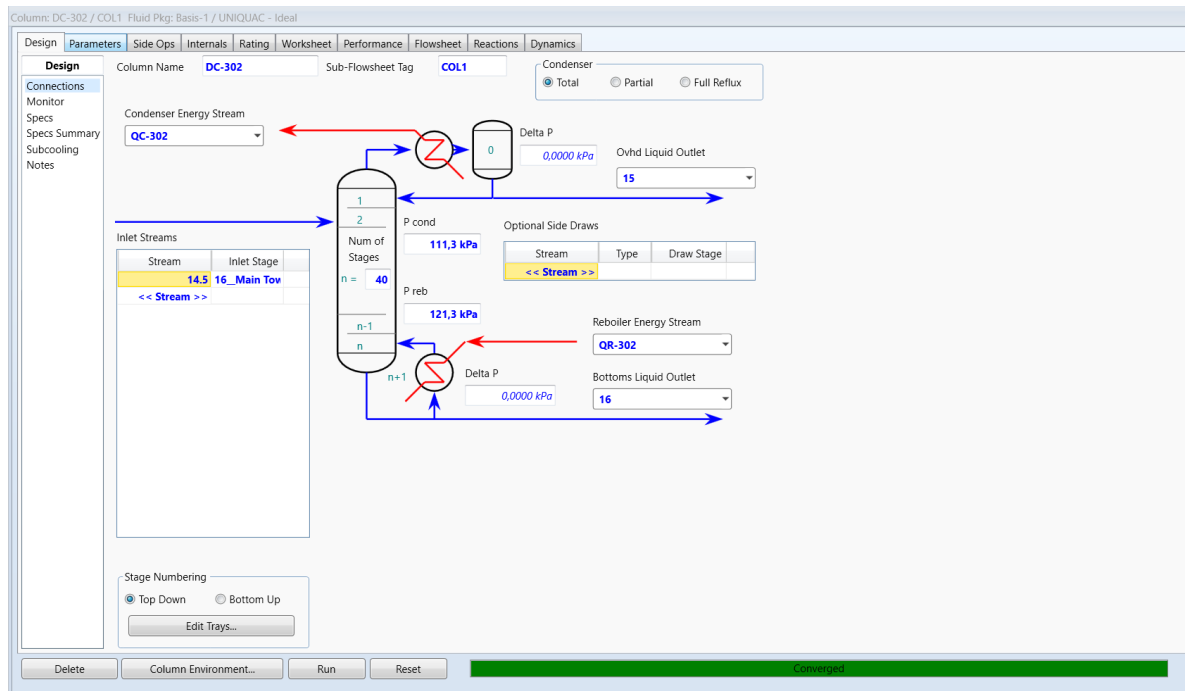 Column: DC-302 / COL1 Fluid Pkg: Basis-1 / UNIQUAC - Ideal
Design Parameters Side Ops Internals Rating Worksheet Performance Flowsheet Reactions Dynamics
Design
Connections
Monitor
Specs
Specs Summary
Subcooling
Notes
Column Name DC-302 Sub-Flowsheet Tag COL1
Condenser
Total Partial Full Reflux
Condenser Energy Stream
QC-302
0
Delta P
0,0000 kPa
Ovhd Liquid Outlet
15
1
2
Num of
Stages
n = 40
n-1
n
n+1
P cond
111,3 kPa
P reb
121,3 kPa
Optional Side Draws
Stream Type Draw Stage
<< Stream >>
Inlet Streams
Stream Inlet Stage
14.5 16__Main Tow
<< Stream >>
Reboiler Energy Stream
QR-302
Delta P
0,0000 kPa
Bottoms Liquid Outlet
16
Stage Numbering
Top Down Bottom Up
Edit Trays...
Delete Column Environment... Run Reset Converged